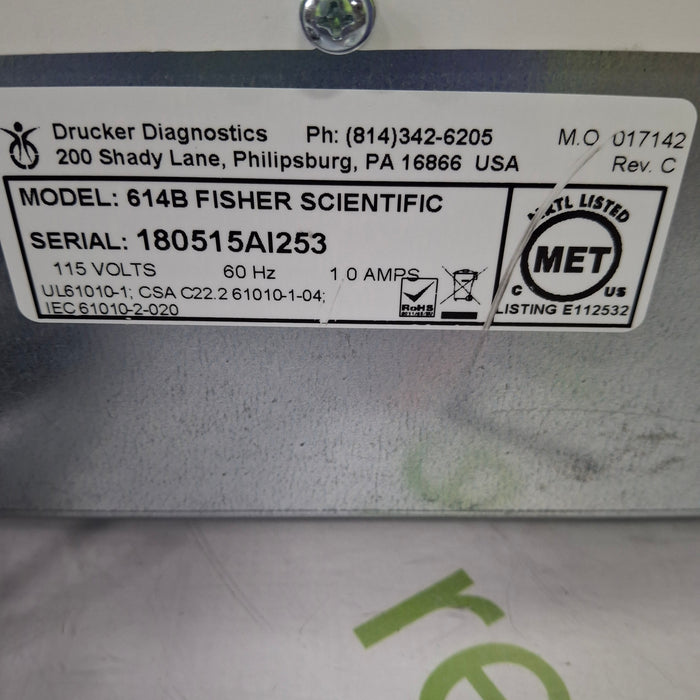 Drucker Diagnostics Ph: (814)342-6205 M.O. 017142
200 Shady Lane, Philipsburg, PA 16866 USA Rev. C
MODEL: 614B FISHER SCIENTIFIC
SERIAL: 180515AI253
115 VOLTS 60 Hz 1.0 AMPS
UL61010-1; CSA C22.2 61010-1-04;
IEC 61010-2-020
RoHS
NRTL LISTED
MET
C US
LISTING E112532
re